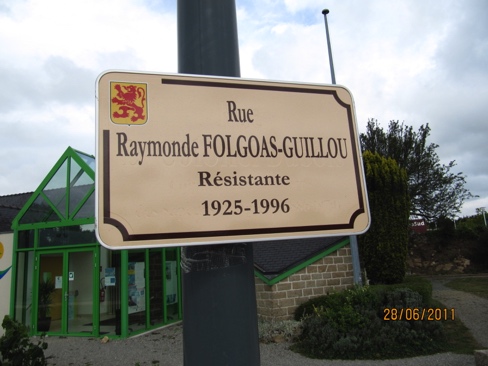 Rue
Raymonde FOLGOAS-GUILLOU
Résistante
1925-1996
28/06/2011